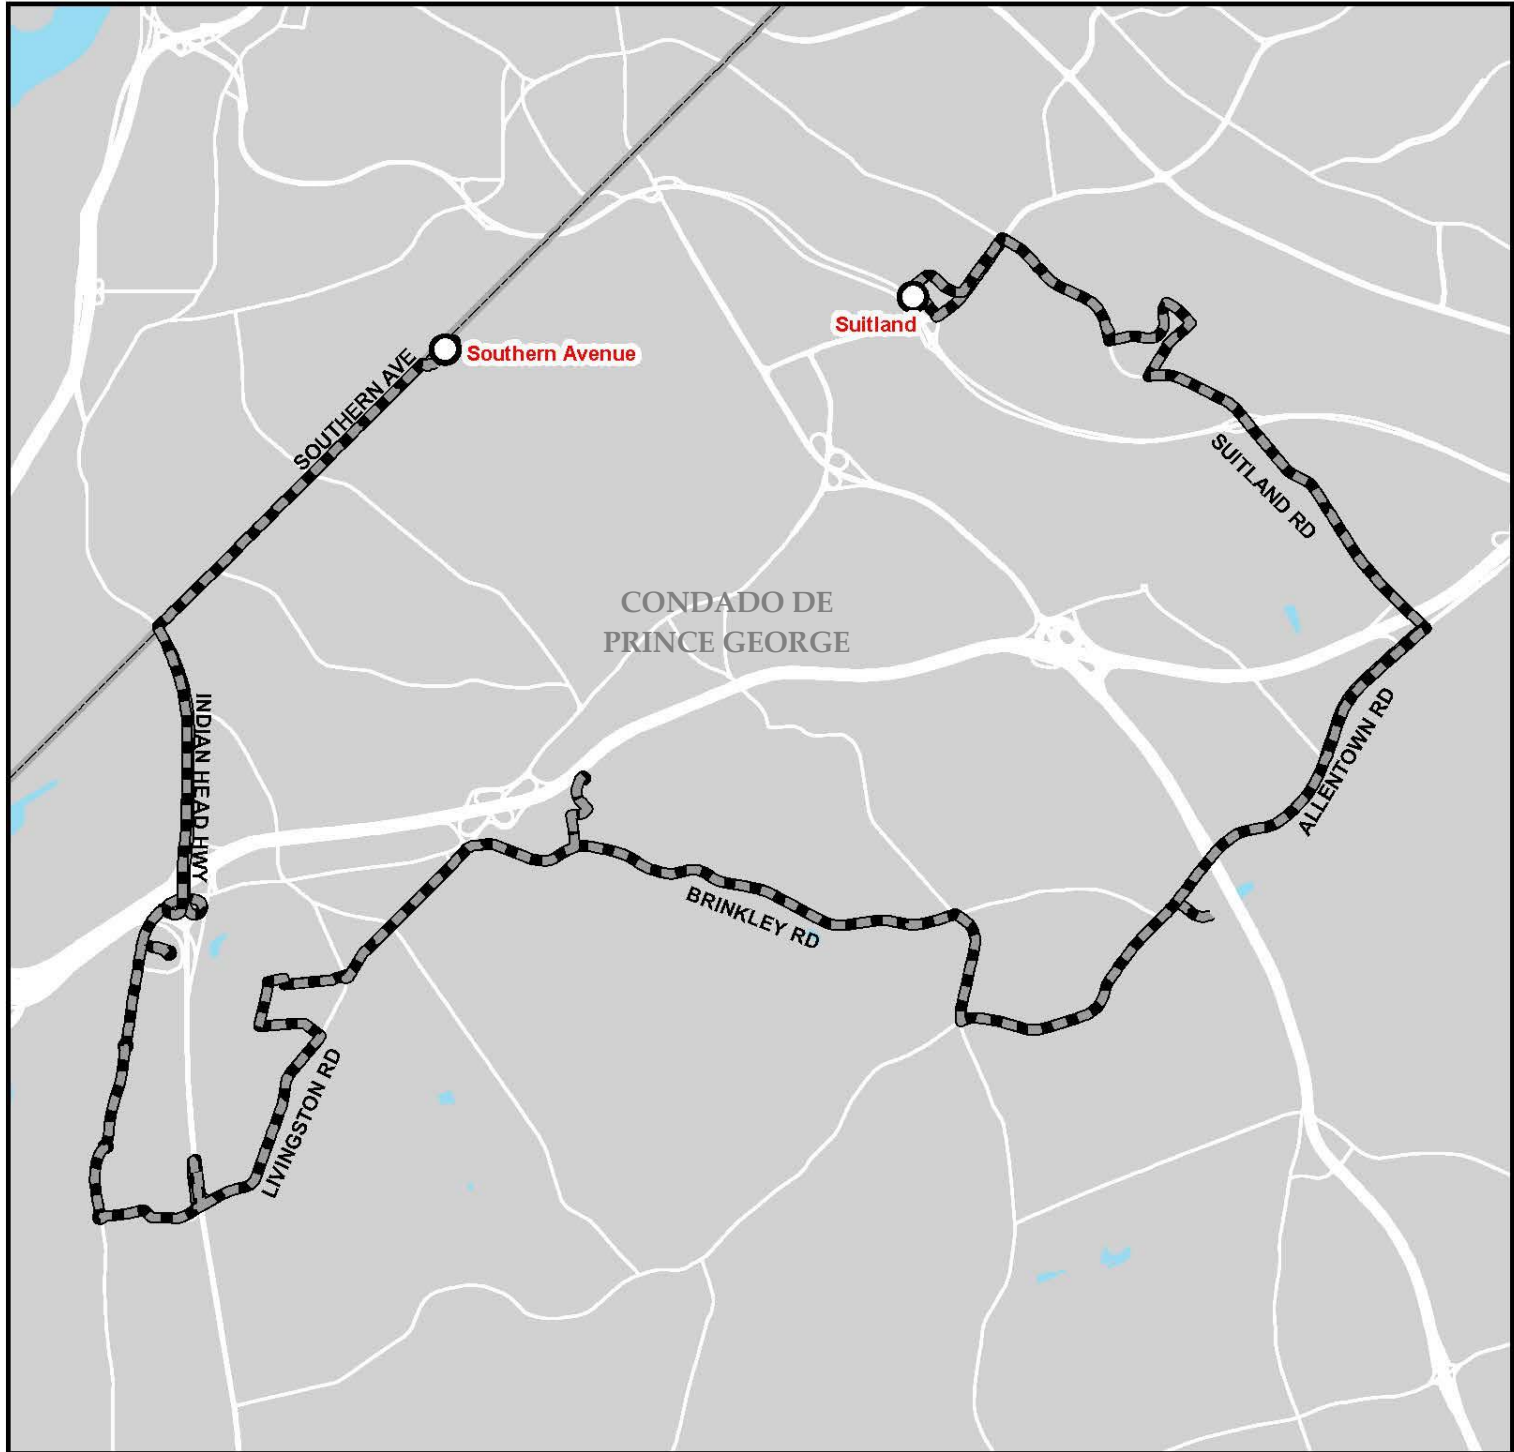 Suitland
Southern Avenue
SOUTHERN AVE
SUITLAND RD
CONDADO DE
PRINCE GEORGE
INDIAN HEAD HWY
ALLENTOWN RD
BRINKLEY RD
LIVINGSTON RD